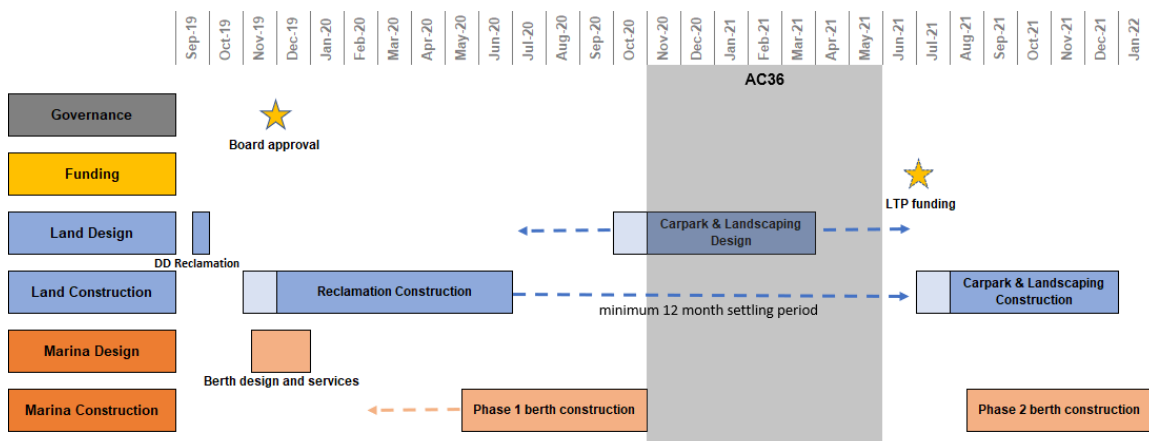 Sep-19
Oct-19
Nov-19
Dec-19
Jan-20
Feb-20
Mar-20
Apr-20
May-20
Jun-20
Jul-20
Aug-20
Sep-20
Oct-20
Nov-20
Dec-20
Jan-21
Feb-21
Mar-21
Apr-21
May-21
Jun-21
Jul-21
Aug-21
Sep-21
Oct-21
Nov-21
Dec-21
Jan-22
AC36
Governance
Board approval
Funding
LTP funding
Land Design
DD Reclamation
Carpark & Landscaping
Design
Land Construction
Reclamation Construction
minimum 12 month settling period
Carpark & Landscaping
Construction
Marina Design
Berth design and services
Marina Construction
Phase 1 berth construction
Phase 2 berth construction